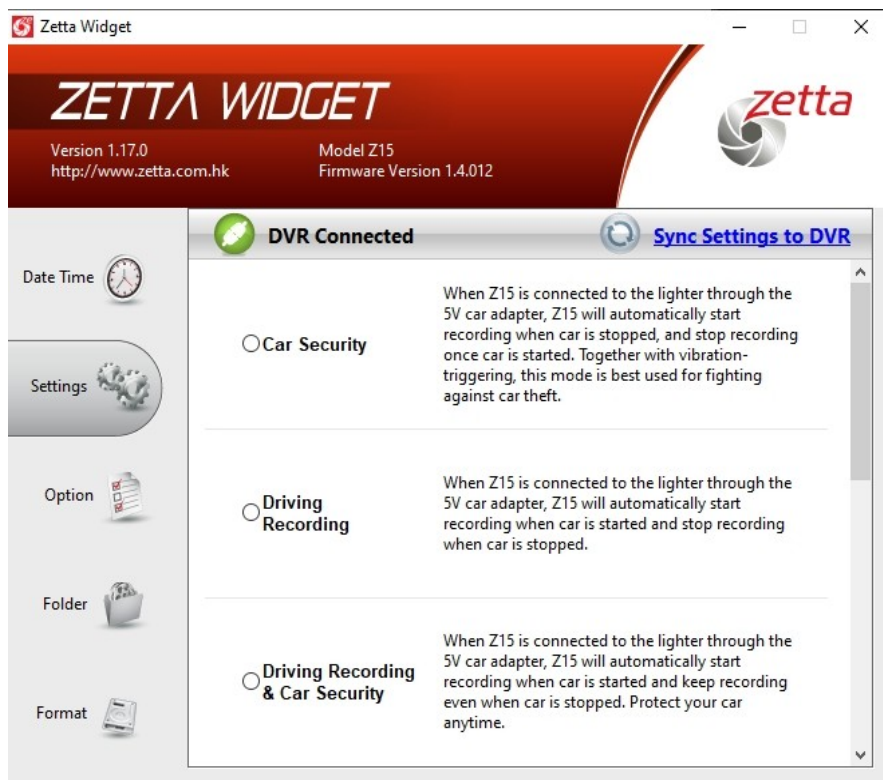 Zetta Widget
ZETTA WIDGET
zetta
Version 1.17.0
Model Z15
http://www.zetta.com.hk
Firmware Version 1.4.012
DVR Connected
Sync Settings to DVR
Date Time
Settings
Option
Folder
Format
Car Security
When Z15 is connected to the lighter through the
5V car adapter, Z15 will automatically start
recording when car is stopped, and stop recording
once car is started. Together with vibration-
triggering, this mode is best used for fighting
against car theft.
Driving
Recording
When Z15 is connected to the lighter through the
5V car adapter, Z15 will automatically start
recording when car is started and stop recording
when car is stopped.
Driving Recording
& Car Security
When Z15 is connected to the lighter through the
5V car adapter, Z15 will automatically start
recording when car is started and keep recording
even when car is stopped. Protect your car
anytime.